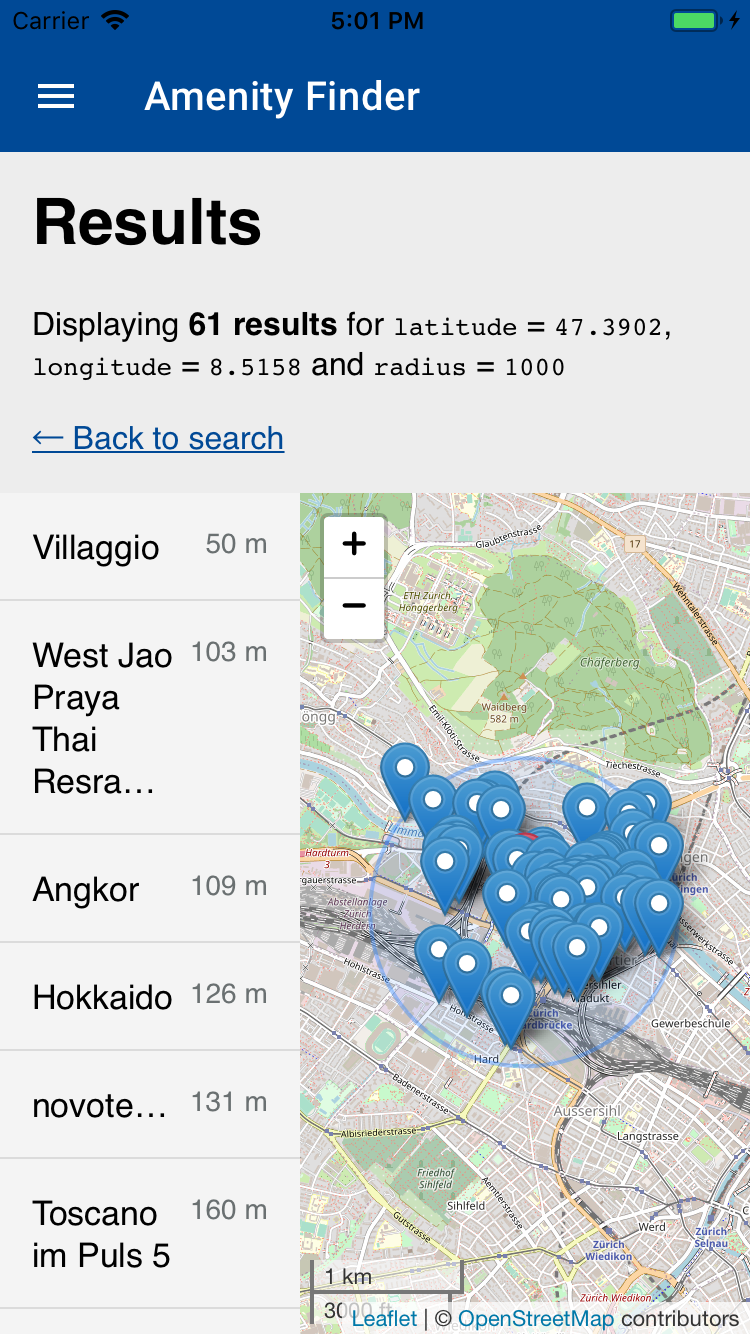 Carrier 5:01 PM
Amenity Finder
Results
Displaying 61 results for latitude = 47.3902,
longitude = 8.5158 and radius = 1000
← Back to search
Villaggio 50 m
West Jao 103 m
Praya
Thai
Resra…
Angkor 109 m
Hokkaido 126 m
novote… 131 m
Toscano 160 m
im Puls 5
+
−
Glaubtenstrasse
17
Wehntalerstrasse
ETH Zürich,
Hönggerberg
Käferberg
Waidberg
582 m
Emil-Klöti-Strasse
Tièchestrasse
Hardturm
3
Abstellanlage
Zürich
Herdern
Hohlstrasse
Hard
Gewerbeschule
Badenerstrasse
Aussersihl
Langstrasse
Albisriederstrasse
Friedhof
Sihlfeld
Aemtlerstrasse
Sihlfeld
Gutstrasse
Werd
Zürich
Selnau
Zürich
Wiedikon
Zürich Wiedikon
1 km
3000 ft
Leaflet | © OpenStreetMap contributors